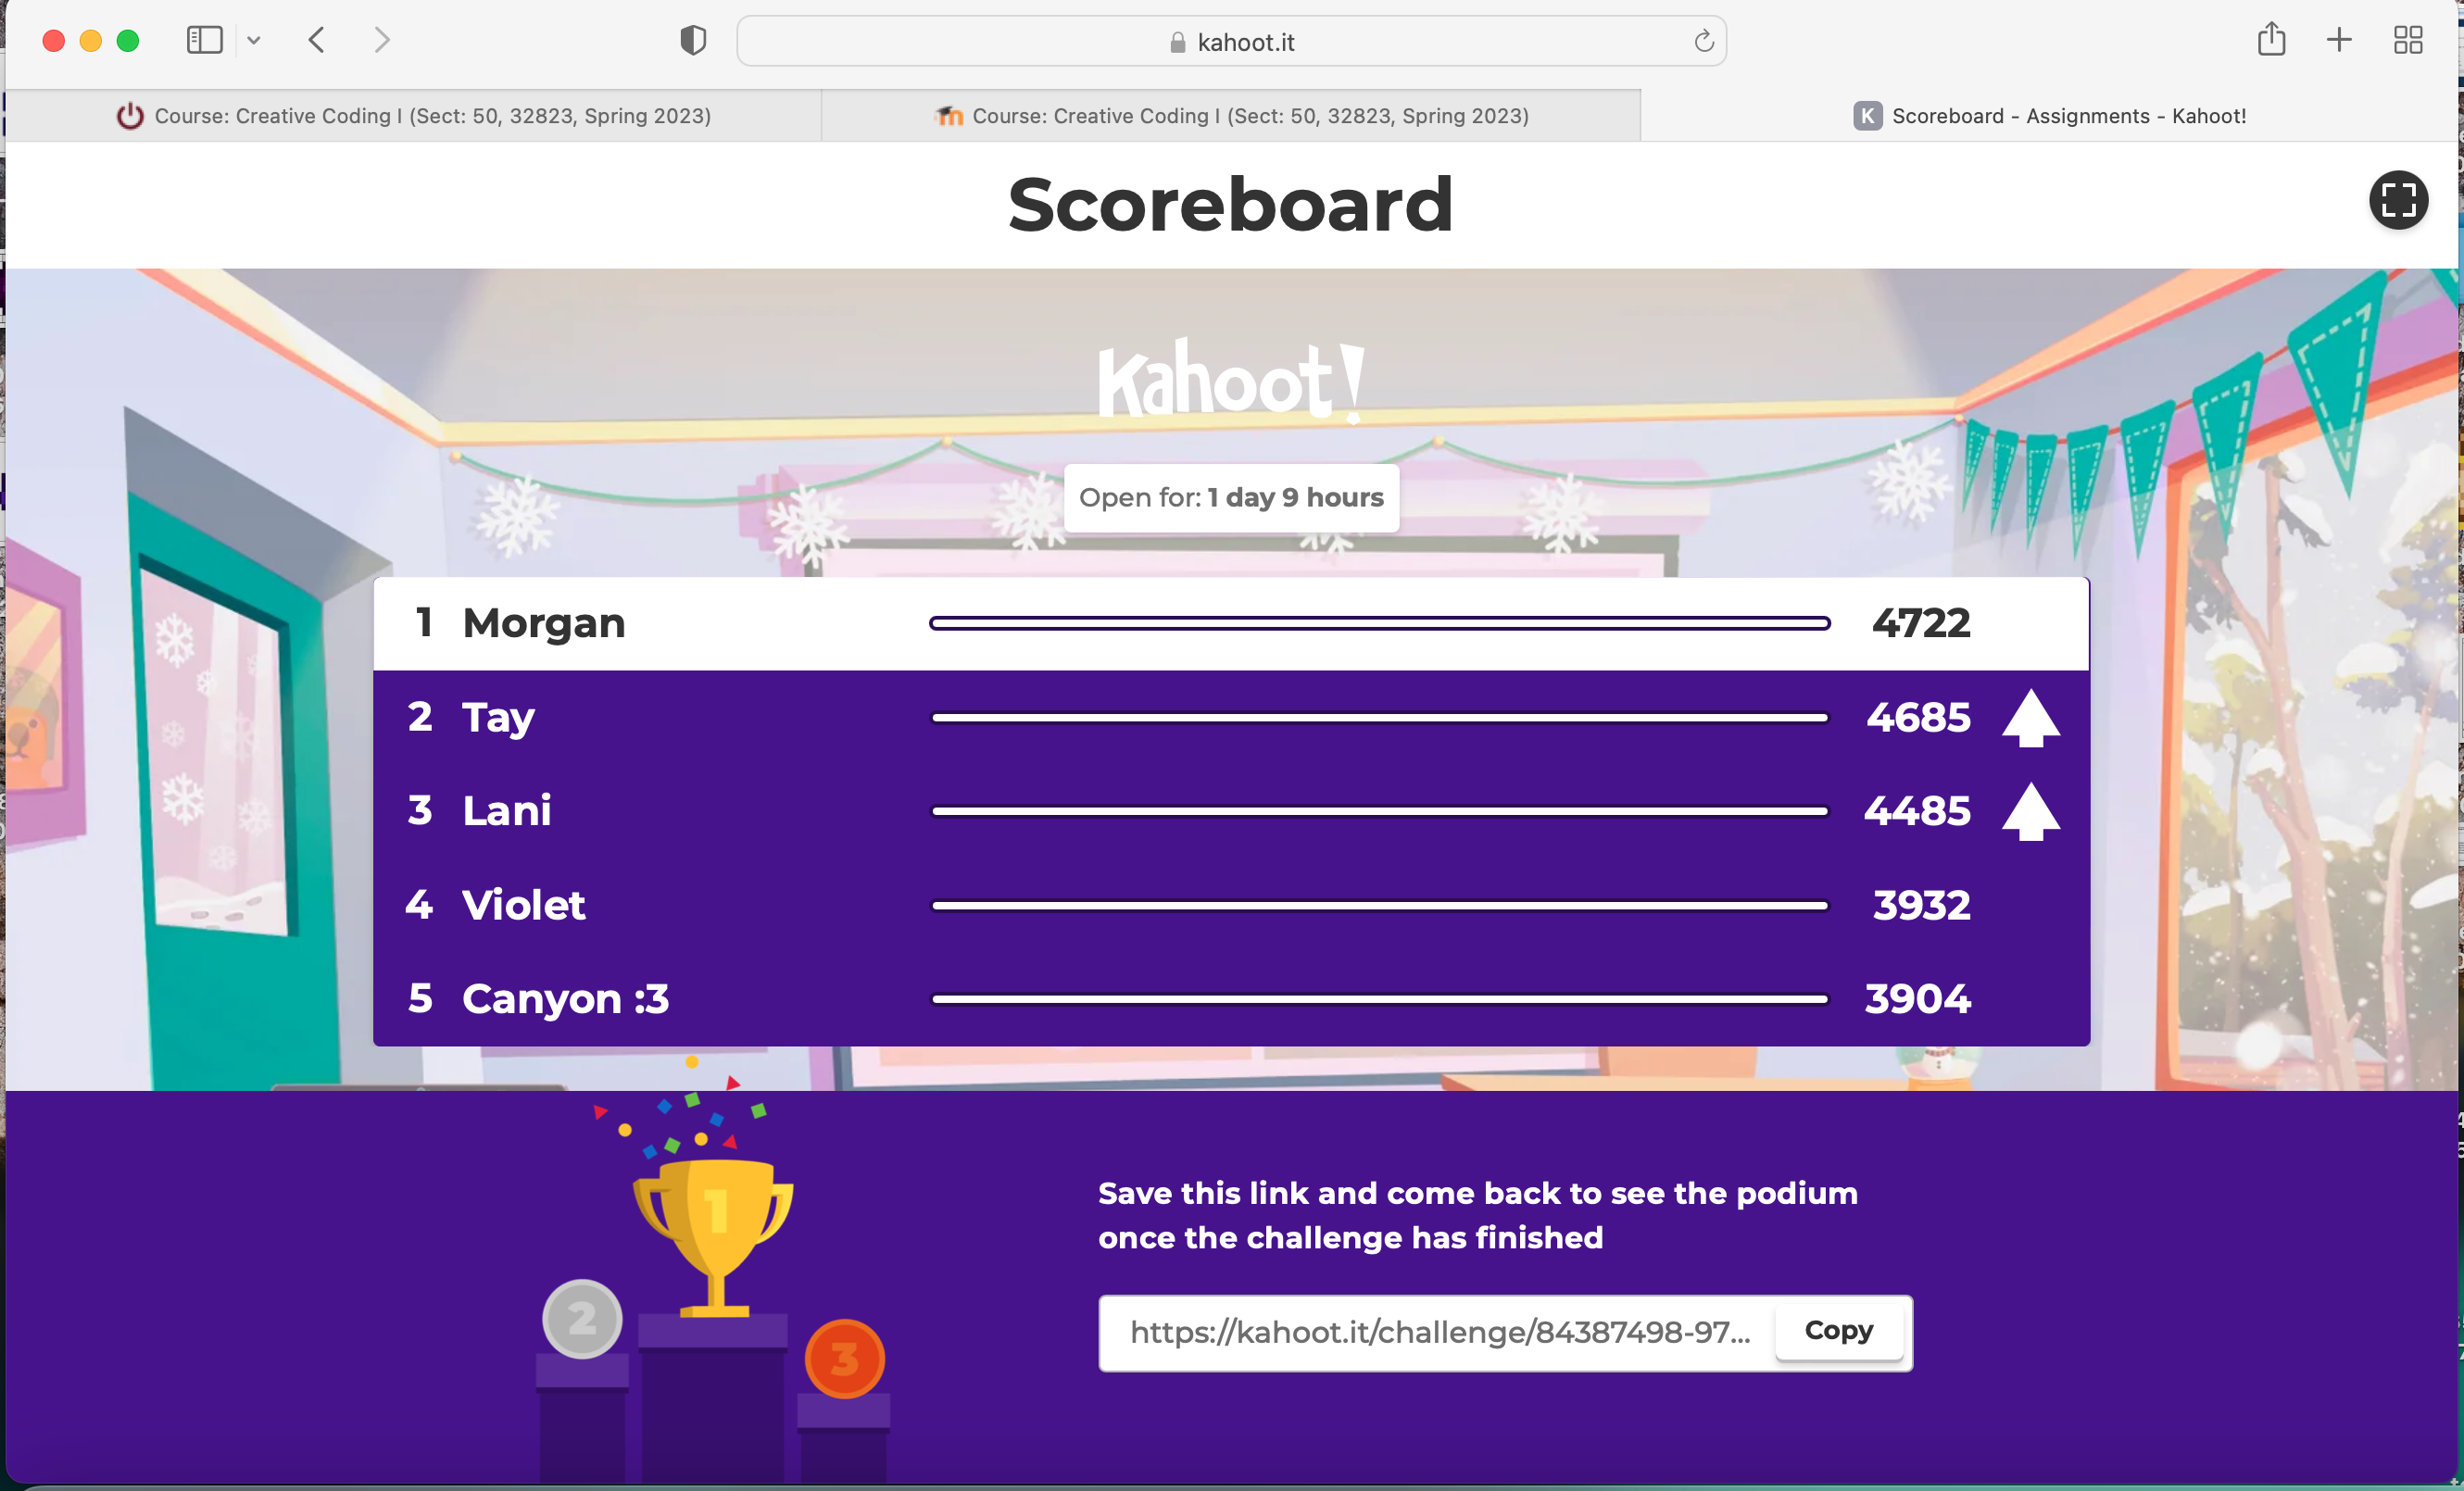 kahoot.it
Course: Creative Coding I (Sect: 50, 32823, Spring 2023)
Course: Creative Coding I (Sect: 50, 32823, Spring 2023)
K Scoreboard - Assignments - Kahoot!
Scoreboard
Kahoot!
Open for: 1 day 9 hours
1 Morgan 4722
2 Tay 4685
3 Lani 4485
4 Violet 3932
5 Canyon :3 3904
1
2
3
Save this link and come back to see the podium
once the challenge has finished
https://kahoot.it/challenge/84387498-97... Copy